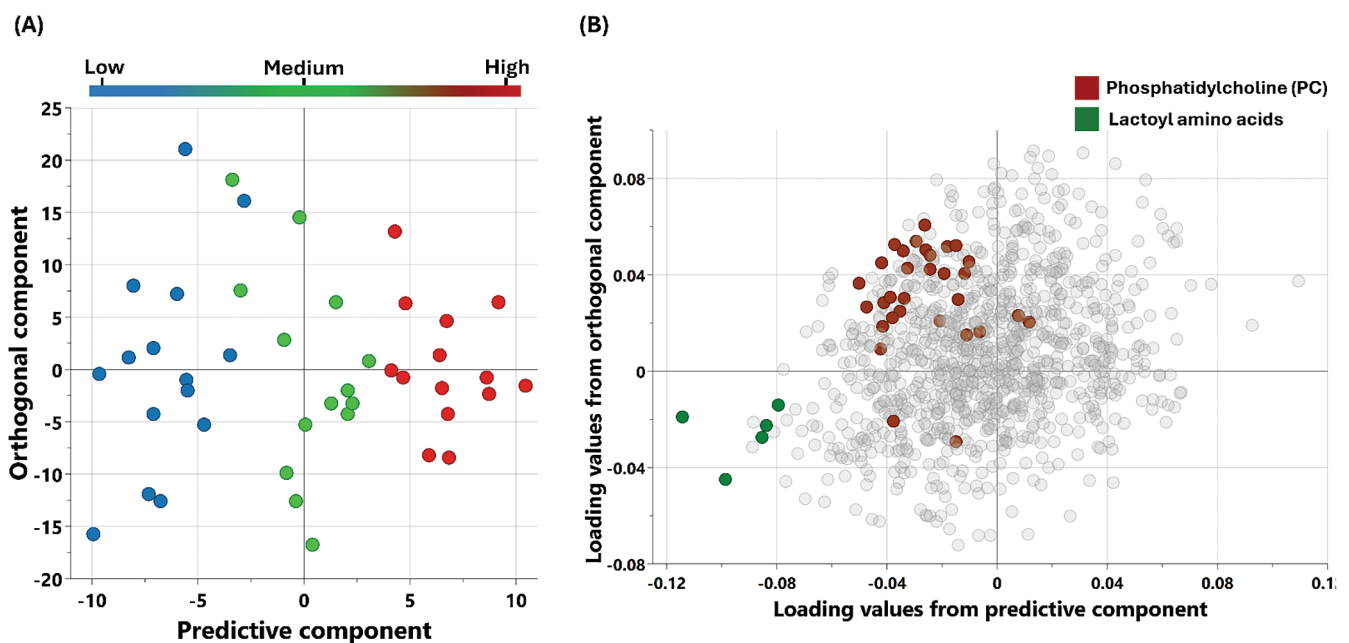 (A)
Low Medium High
25
20
15
10
5
0
-5
-10
-15
-20
-10 -5 0 5 10
Orthogonal component
Predictive component
(B)
Phosphatidylcholine (PC)
Lactoyl amino acids
0.08
0.04
0
-0.04
-0.08
-0.12 -0.08 -0.04 0 0.04 0.08
Loading values from orthogonal component
Loading values from predictive component